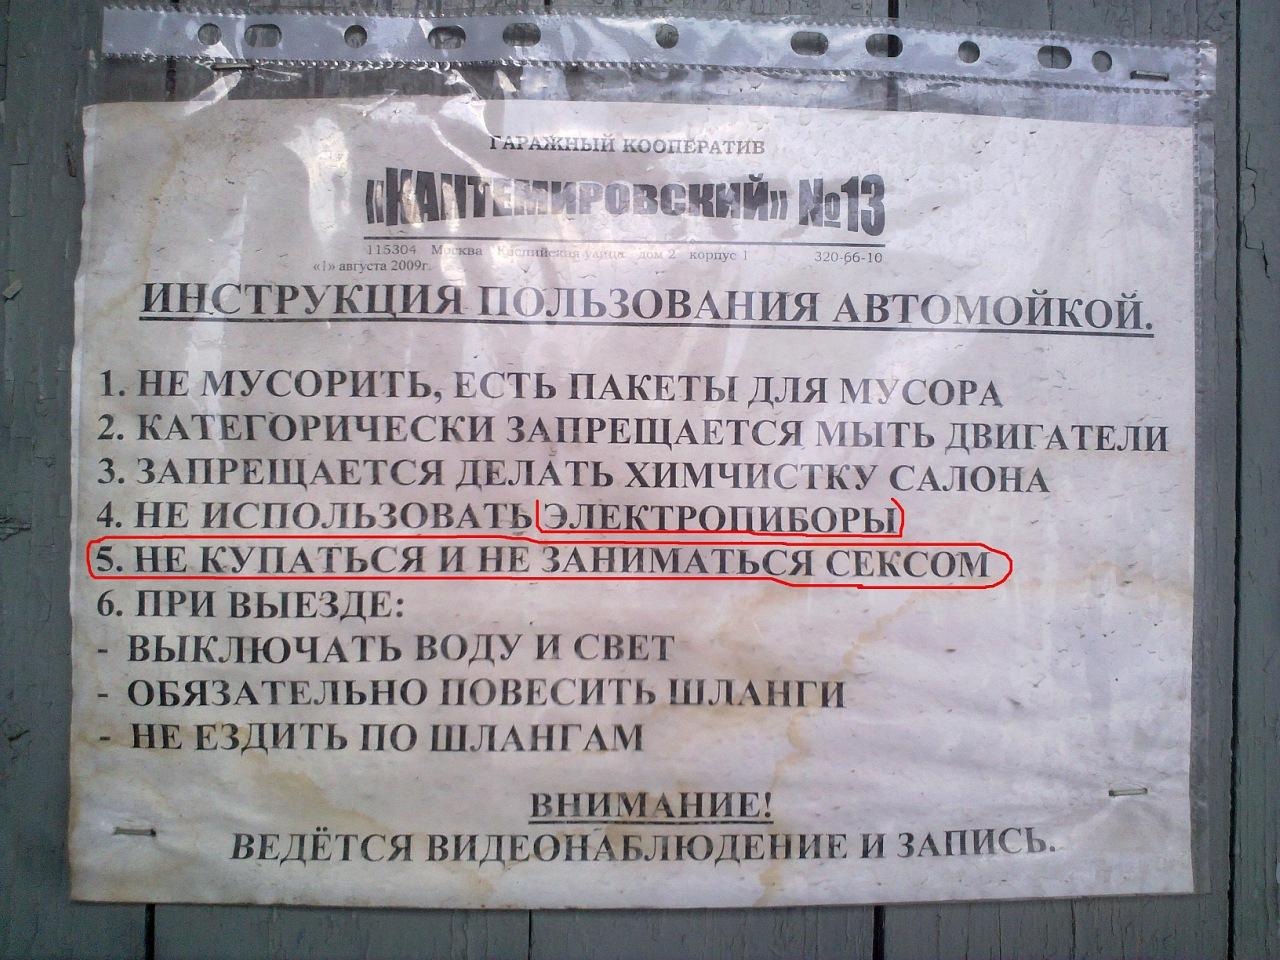 ГАРАЖНЫЙ КООПЕРАТИВ
«КАНТЕМИРОВСКИЙ» №13
115304 Москва Каспийская улица дом 2 корпус 1 320-66-10
«1» августа 2009г.
ИНСТРУКЦИЯ ПОЛЬЗОВАНИЯ АВТОМОЙКОЙ.
1. НЕ МУСОРИТЬ, ЕСТЬ ПАКЕТЫ ДЛЯ МУСОРА
2. КАТЕГОРИЧЕСКИ ЗАПРЕЩАЕТСЯ МЫТЬ ДВИГАТЕЛИ
3. ЗАПРЕЩАЕТСЯ ДЕЛАТЬ ХИМЧИСТКУ САЛОНА
4. НЕ ИСПОЛЬЗОВАТЬ ЭЛЕКТРОПИБОРЫ
5. НЕ КУПАТЬСЯ И НЕ ЗАНИМАТЬСЯ СЕКСОМ
6. ПРИ ВЫЕЗДЕ:
- ВЫКЛЮЧАТЬ ВОДУ И СВЕТ
- ОБЯЗАТЕЛЬНО ПОВЕСИТЬ ШЛАНГИ
- НЕ ЕЗДИТЬ ПО ШЛАНГАМ
ВНИМАНИЕ!
ВЕДЁТСЯ ВИДЕОНАБЛЮДЕНИЕ И ЗАПИСЬ.